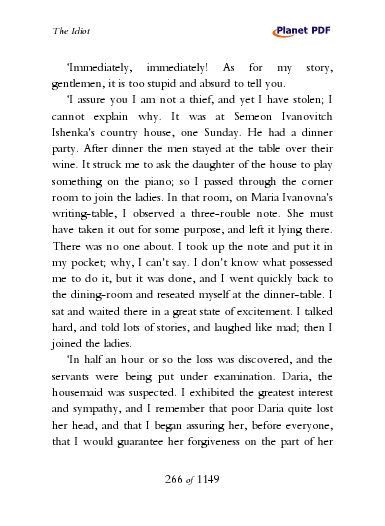 The Idiot
Planet PDF
‘Immediately, immediately! As for my story,
gentlemen, it is too stupid and absurd to tell you.
‘I assure you I am not a thief, and yet I have stolen; I
cannot explain why. It was at Semeon Ivanovitch
Ishenka’s country house, one Sunday. He had a dinner
party. After dinner the men stayed at the table over their
wine. It struck me to ask the daughter of the house to play
something on the piano; so I passed through the corner
room to join the ladies. In that room, on Maria Ivanovna’s
writing-table, I observed a three-rouble note. She must
have taken it out for some purpose, and left it lying there.
There was no one about. I took up the note and put it in
my pocket; why, I can’t say. I don’t know what possessed
me to do it, but it was done, and I went quickly back to
the dining-room and reseated myself at the dinner-table. I
sat and waited there in a great state of excitement. I talked
hard, and told lots of stories, and laughed like mad; then I
joined the ladies.
‘In half an hour or so the loss was discovered, and the
servants were being put under examination. Daria, the
housemaid was suspected. I exhibited the greatest interest
and sympathy, and I remember that poor Daria quite lost
her head, and that I began assuring her, before everyone,
that I would guarantee her forgiveness on the part of her
266 of 1149